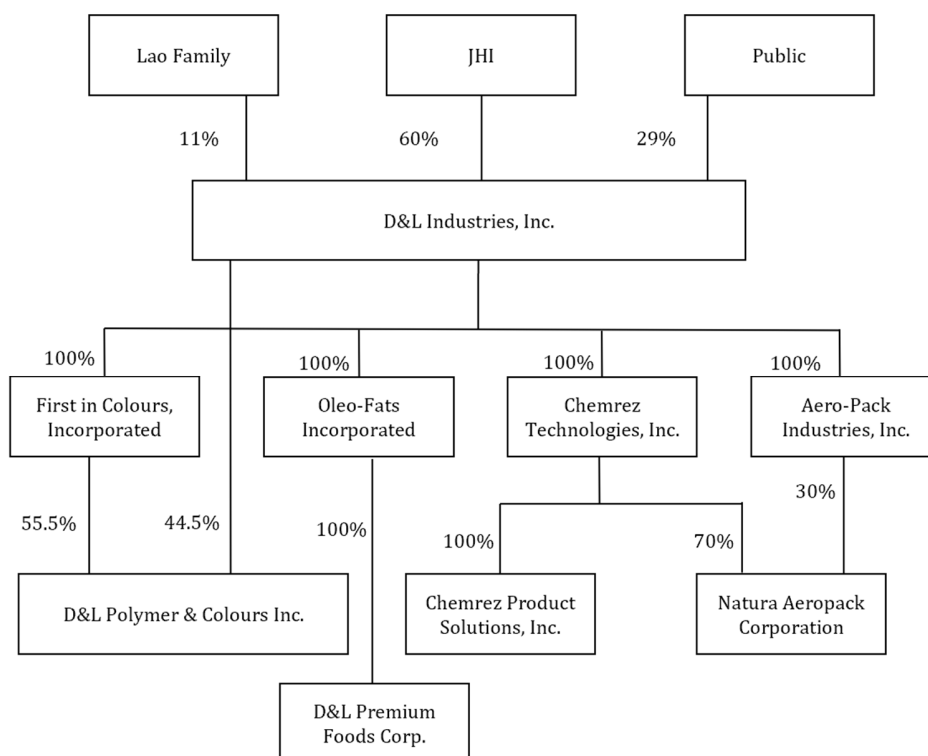 Lao Family
JHI
Public
11%
60%
29%
D&L Industries, Inc.
100%
100%
100%
100%
First in Colours,
Incorporated
Oleo-Fats
Incorporated
Chemrez
Technologies, Inc.
Aero-Pack
Industries, Inc.
55.5%
44.5%
100%
100%
70%
30%
D&L Polymer & Colours Inc.
Chemrez Product
Solutions, Inc.
Natura Aeropack
Corporation
D&L Premium
Foods Corp.